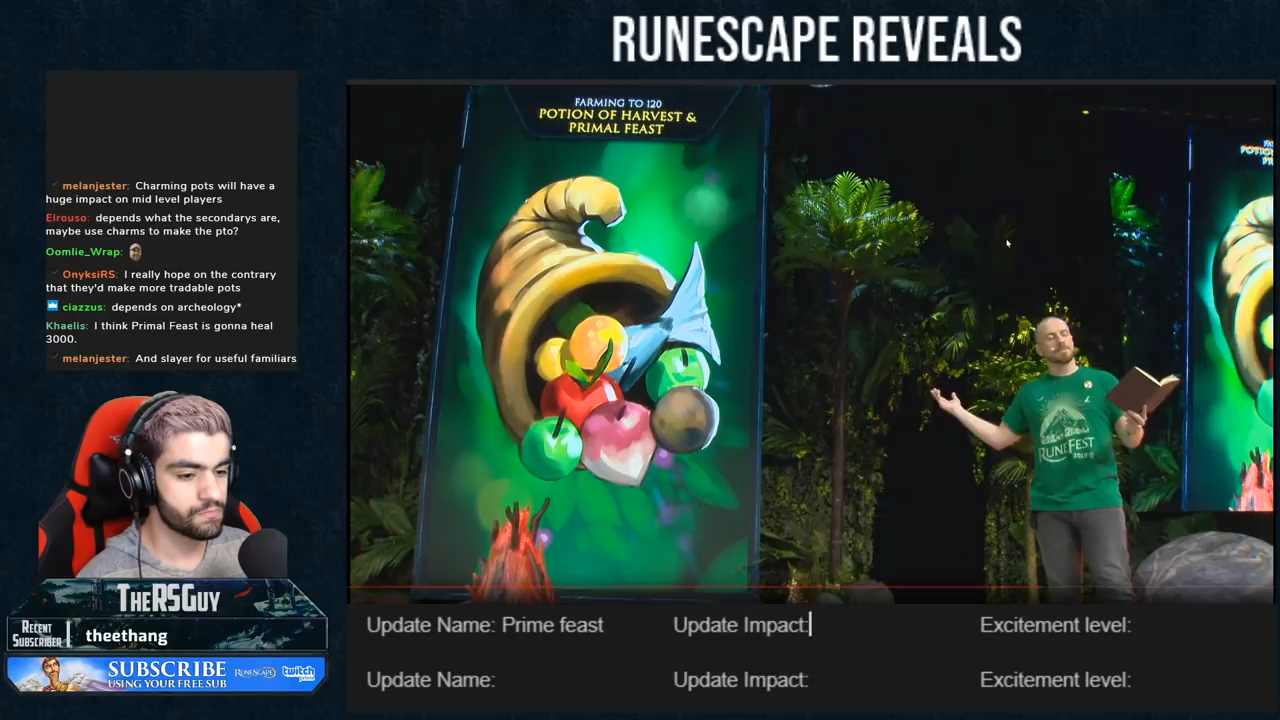 RUNESCAPE REVEALS
FARMING TO 120
POTION OF HARVEST &
PRIMAL FEAST
melanjester: Charming pots will have a
huge impact on mid level players
Elrouso: depends what the secondarys are,
maybe use charms to make the pto?
Oomlie_Wrap:
OnyksiRS: I really hope on the contrary
that they'd make more tradable pots
ciazzus: depends on archeology*
Khaelis: I think Primal Feast is gonna heal
3000.
melanjester: And slayer for useful familiars
RUNEFEST
THERSGUY
RECENT
SUBSCRIBER
theethang
SUBSCRIBE
USING YOUR FREE SUB
RUNESCAPE
twitch
prime
Update Name: Prime feast Update Impact: Excitement level:
Update Name: Update Impact: Excitement level: